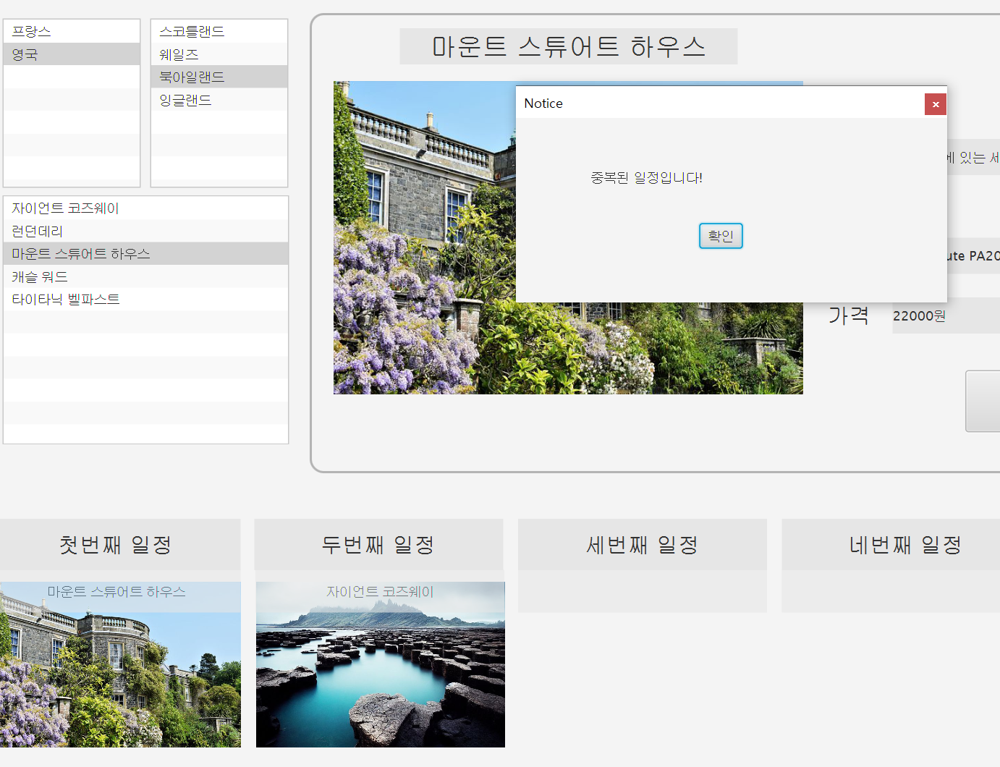 프랑스
영국
스코틀랜드
웨일즈
북아일랜드
잉글랜드
자이언트 코즈웨이
런던데리
마운트 스튜어트 하우스
캐슬 워드
타이타닉 벨파스트
마운트 스튜어트 하우스
Notice
중복된 일정입니다!
확인
에 있는 세
ute PA20
가격
22000원
첫번째 일정
두번째 일정
세번째 일정
네번째 일정
마운트 스튜어트 하우스
자이언트 코즈웨이